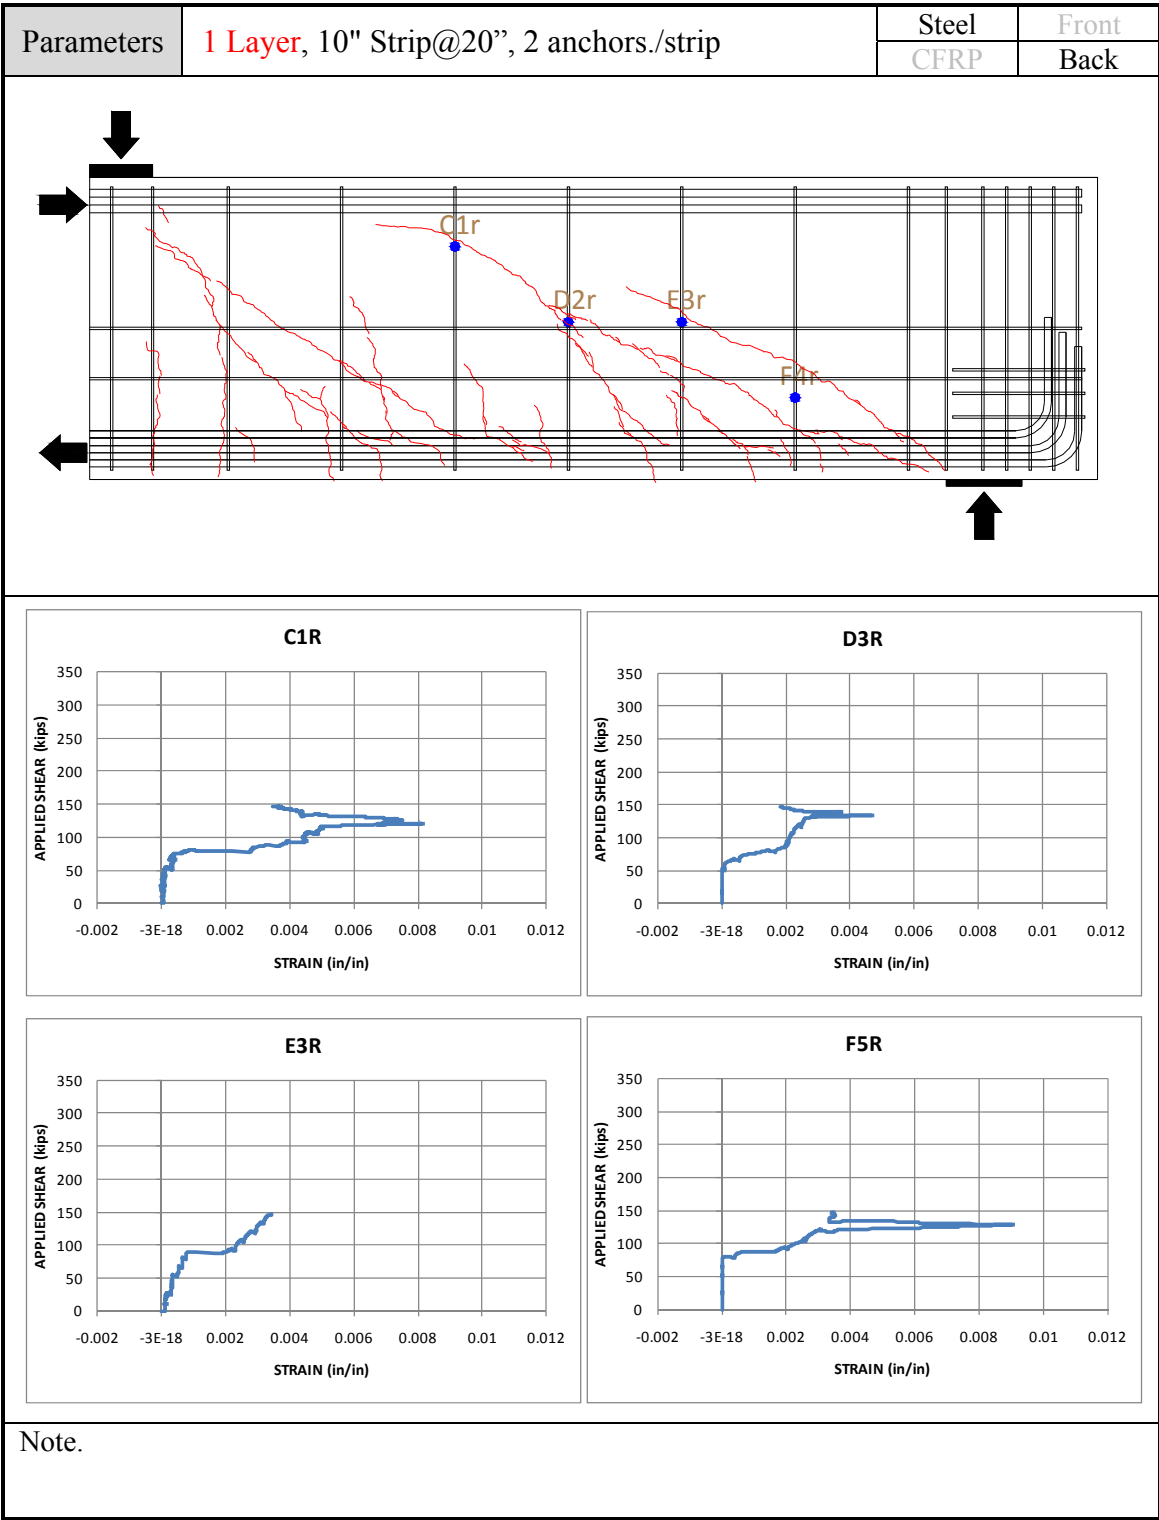 Parameters 1 Layer, 10" Strip@20”, 2 anchors./strip Steel Front
CFRP Back
C1r
D2r E3r
F4r
C1R
350
300
250
200
150
100
50
0
-0.002 -3E-18 0.002 0.004 0.006 0.008 0.01 0.012
APPLIED SHEAR (kips)
STRAIN (in/in)
D3R
350
300
250
200
150
100
50
0
-0.002 -3E-18 0.002 0.004 0.006 0.008 0.01 0.012
APPLIED SHEAR (kips)
STRAIN (in/in)
E3R
350
300
250
200
150
100
50
0
-0.002 -3E-18 0.002 0.004 0.006 0.008 0.01 0.012
APPLIED SHEAR (kips)
STRAIN (in/in)
F5R
350
300
250
200
150
100
50
0
-0.002 -3E-18 0.002 0.004 0.006 0.008 0.01 0.012
APPLIED SHEAR (kips)
STRAIN (in/in)
Note.